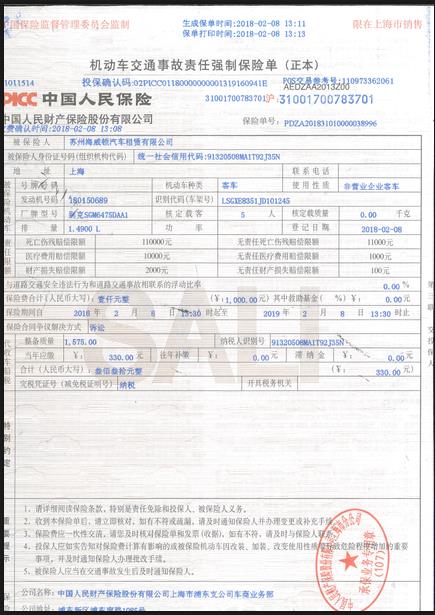 中国保险监督管理委员会监制
生成保单时间:2018-02-08 13:11
保单打印时间:2018-02-08 13:13
限在上海市销售
机动车交通事故责任强制保险单（正本）
1011514
投保确认码:02PICC0118000000001319160941E
POS交易参考号:110973362061
AEDZAA2013Z00
PICC 中国人民保险
31001700783701 沪:31001700783701
中国人民财产保险股份有限公司
收费确认时间:2018-02-08 13:08
保险单号: PDZA201831010000038996
被保险人 苏州海威顿汽车租赁有限公司
被保险人身份证号码(组织机构代码) 统一社会信用代码:91320508MA1T92J35N
地 址 上海 联系电话
号牌号码 机动车种类 客车 使用性质 非营业企业客车
发动机号码 180150689 识别代码(车架号) LSGXE8351JD101245
厂牌型号 别克SGM6475DAA1 核定载客 5 人 核定载质量 0.00 千克
排 量 1.4900 L 功 率 登记日期 2018-02-08
死亡伤残赔偿限额 110000元 无责任死亡伤残赔偿限额 11000元
医疗费用赔偿限额 10000元 无责任医疗费用赔偿限额 1000元
财产损失赔偿限额 2000元 无责任财产损失赔偿限额 100元
与道路交通安全违法行为和道路交通事故相联系的浮动比率 0.00 %
保险费合计(人民币大写): 壹仟元整 (¥: 1,000.00 元) 其中救助基金( %) ¥: 0.00 元
保险期间自 2018 年 2 月 8 日 13:30 时起至 2019 年 2 月 8 日 13:30 时止
保险合同争议解决方式 诉讼
整备质量 1,575.00 纳税人识别号 91320508MA1T92J35N
当年应缴 ¥: 330.00 元 往年补缴 ¥: 0.00 元 滞纳金 ¥: 0.00 元
合计(人民币大写): 叁佰叁拾元整 (¥: 330.00 元)
完税凭证号(减免税证明号) 纳税 开具税务机关
SALI
1. 请详细阅读保险条款,特别是责任免除和投保人、被保险人义务。
2. 收到本保险单后,请立即核对,如有不符或疏漏,请及时通知保险人并办理变更或补充手续。
3. 保险费应一次性交清,请您及时核对保险单和发票(收据),如有不符,请及时与保险人联系。
4. 投保人应如实告知对保险费计算有影响的或被保险机动车因改装、加装、改变使用性质等导致危险程度增加的重要
事项,并及时通知保险人办理批改手续。
5. 被保险人应当在交通事故发生后及时通知保险人。
公司名称: 中国人民财产保险股份有限公司上海市浦东支公司车商业务部
承保业务专用章
(107)